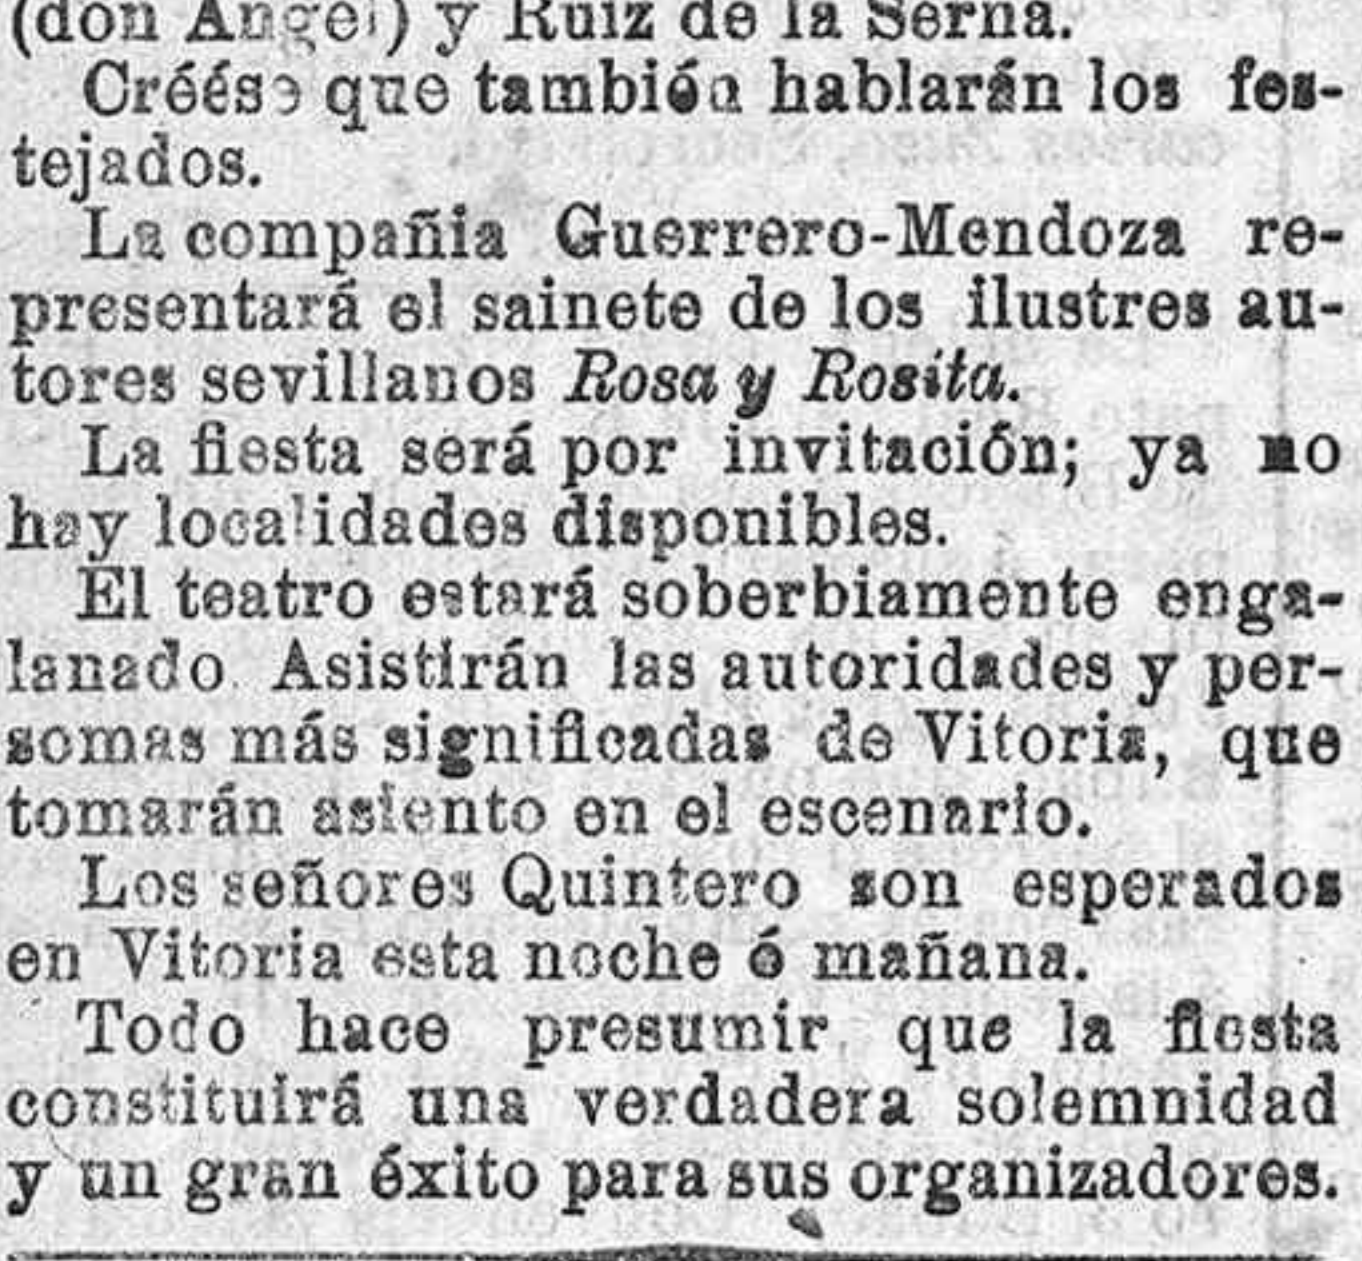 (don Angel) y Ruiz de la Serna.
Créése que también hablarán los fes-
tejados.
La compañia Guerrero-Mendoza re-
presentará el sainete de los ilustres au-
tores sevillanos Rosa y Rosita.
La fiesta será por invitación; ya no
hay localidades disponibles.
El teatro estará soberbiamente enga-
lanado. Asistirán las autoridades y per-
somas más significadas de Vitoria, que
tomarán asiento en el escenario.
Los señores Quintero son esperados
en Vitoria esta noche ó mañana.
Todo hace presumir que la fiesta
constituirá una verdadera solemnidad
y un gran éxito para sus organizadores.